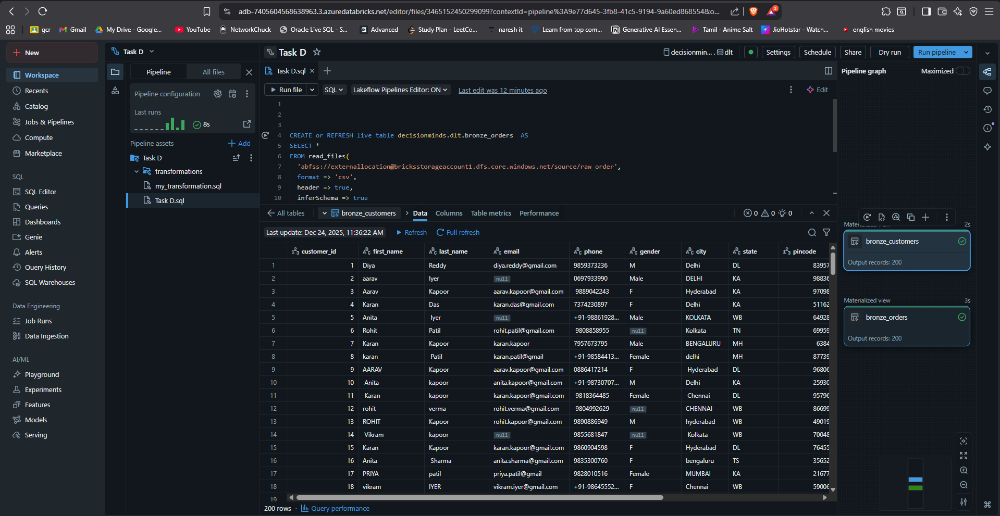 adb-7405604568638963.3.azuredatabricks.net/editor/files/3465152450299099?contextId=pipeline%3A9e77d645-3fb8-41c5-9194-9a60ed868554&o...
2
gcr
Gmail
My Drive - Google...
YouTube
NetworkChuck
Oracle Live SQL - S...
Advanced
Study Plan - LeetCo...
naresh it
Learn from top com...
Generative AI Essen...
Tamil - Anime Salt
JioHotstar - Watch...
english movies
New
Workspace
Recents
Catalog
Jobs & Pipelines
Compute
Marketplace
SQL
SQL Editor
Queries
Dashboards
Genie
Alerts
Query History
SQL Warehouses
Data Engineering
Job Runs
Data Ingestion
AI/ML
Playground
Experiments
Features
Models
Serving
Task D
Pipeline
All files
Pipeline configuration
Last runs
8s
Pipeline assets
Add
Task D
transformations
my_transformation.sql
Task D.sql
Task D
decisionmin... . dlt
Settings
Schedule
Share
Dry run
Run pipeline
Task D.sql
Run file
SQL
Lakeflow Pipelines Editor: ON
Last edit was 12 minutes ago
Edit
1
2
3
4 CREATE or REFRESH live table decisionminds.dlt.bronze_orders  AS
5 SELECT *
6 FROM read_files(
7 'abfss://externallocation@bricksstorageaccount1.dfs.core.windows.net/source/raw_order',
8 format => 'csv',
9 header => true,
10 inferSchema => true
All tables
bronze_customers
Data
Columns
Table metrics
Performance
0 0 0
Last update: Dec 24, 2025, 11:36:22 AM
Refresh
Full refresh
customer_id first_name last_name email phone gender city state pincode
1 1 Diya Reddy diya.reddy@gmail.com 9859373236 M Delhi DL 83957
2 2 aarav Iyer null 0697933990 Male DELHI KA 98836
3 3 Aarav Kapoor aarav.kapoor@gmail.com 9889042243 F Hyderabad KA 97098
4 4 Karan Das karan.das@gmail.com 7374230897 F Delhi KA 51162
5 5 Anita Iyer null +91-98861928... Male KOLKATA WB 64928
6 6 Rohit Patil rohit.patil@gmail.com 9808858955 null Kolkata TN 69959
7 7 Karan Kapoor karan.kapoor 7957673795 Male BENGALURU MH 6384
8 8 karan Patil karan.patil@gmail +91-98584413... Female delhi MH 87739
9 9 AARAV Kapoor aarav.kapoor@gmail.com 0886417214 F Hyderabad DL 96806
10 10 Anita kapoor anita.kapoor@gmail.com +91-98730707... M Delhi KA 25930
11 11 Karan kapoor karan.kapoor@gmail.com 9818364485 Female Chennai DL 95796
12 12 rohit verma rohit.verma@gmail.com 9804992629 null CHENNAI WB 86699
13 13 ROHIT Kapoor rohit.kapoor@gmail.com 9890886949 M hyderabad WB 49019
14 14 Vikram kapoor null 9855681847 null Kolkata WB 70048
15 15 Karan Kapoor karan.kapoor@gmail.com 9860904598 F Hyderabad DL 76455
16 16 Anita Sharma anita.sharma@gmail.com 9835300760 F bengaluru TS 35652
17 17 PRIYA patil priya.patil@gmail 9828010516 Female MUMBAI KA 21677
18 18 vikram IYER vikram.iyer@gmail.com +91-98645552... F Chennai WB 59006
19
200 rows · Query performance
Pipeline graph
Maximized
Materialized view 2s
bronze_customers
Output records: 200
Materialized view 3s
bronze_orders
Output records: 200